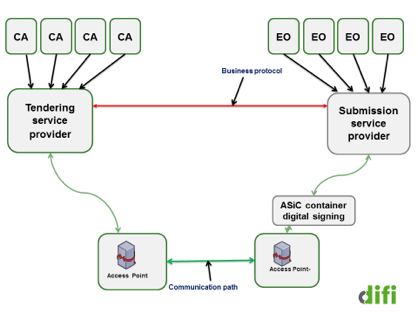 CA CA CA CA
EO EO EO EO
Business protocol
Tendering
service
provider
Submission
service
provider
ASiC container
digital signing
Access Point
Access Point-
Communication path
difi